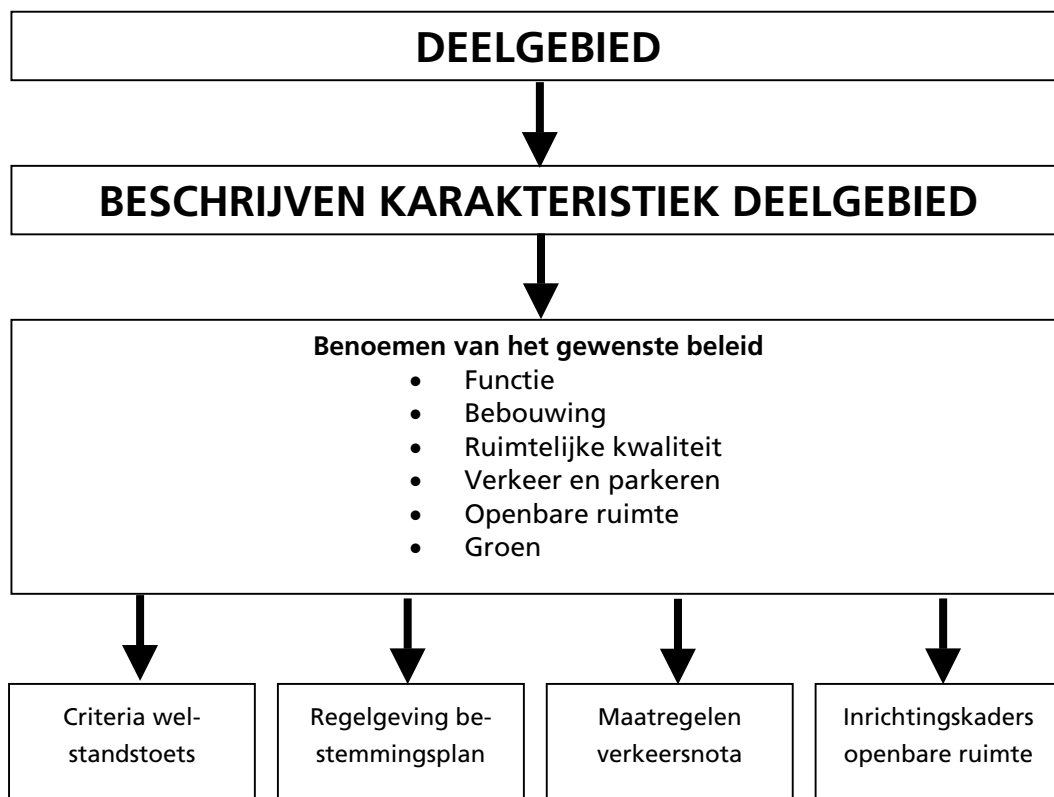 DEELGEBIED
BESCHRIJVEN KARAKTERISTIEK DEELGEBIED
Benoemen van het gewenste beleid
• Functie
• Bebouwing
• Ruimtelijke kwaliteit
• Verkeer en parkeren
• Openbare ruimte
• Groen
Criteria wel-
standstoets
Regelgeving be-
stemmingsplan
Maatregelen
verkeersnota
Inrichtingskaders
openbare ruimte